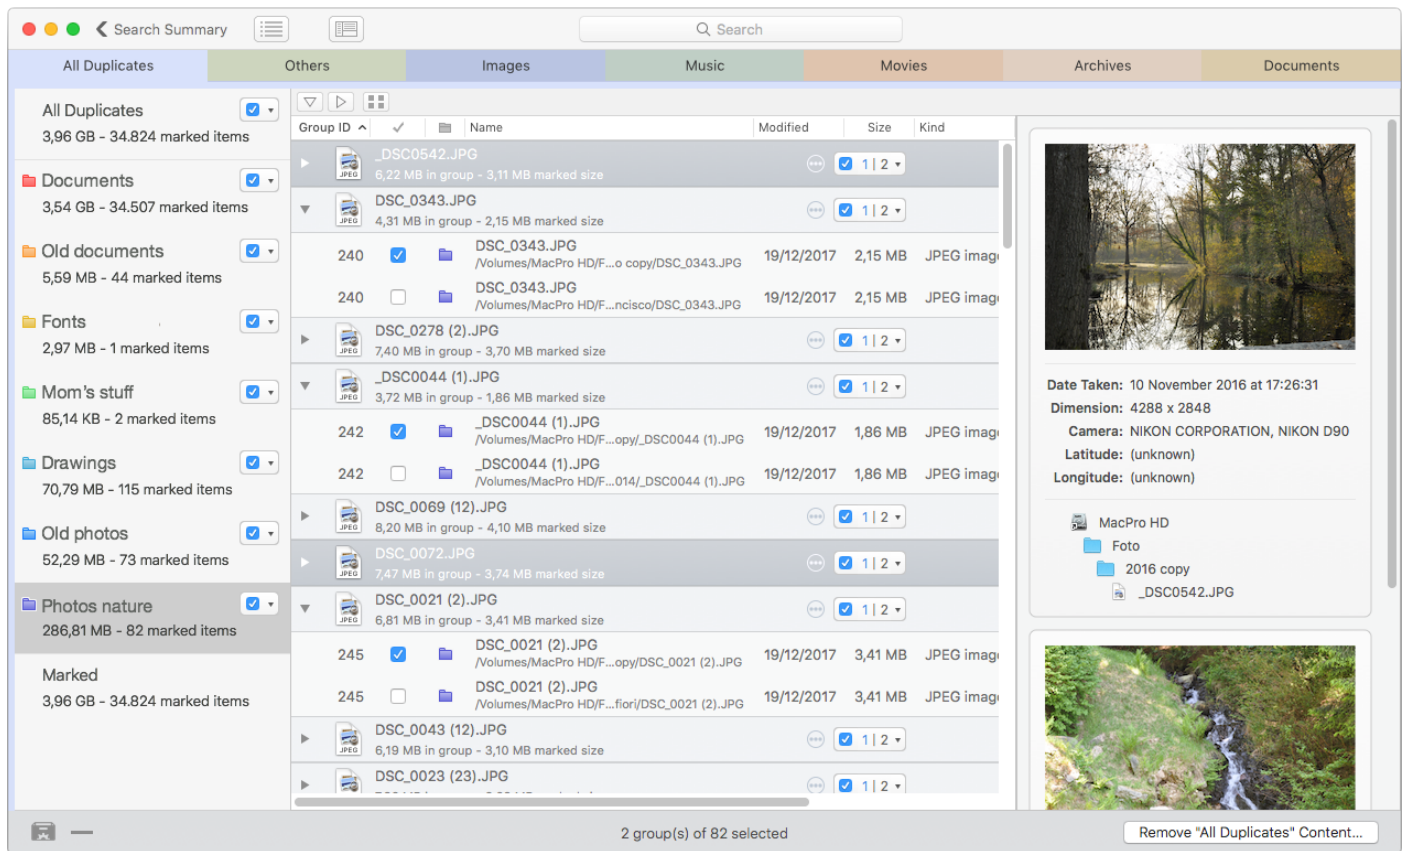 Search Summary
Search
All Duplicates Others Images Music Movies Archives Documents
All Duplicates
3,96 GB - 34.824 marked items
Documents
3,54 GB - 34.507 marked items
Old documents
5,59 MB - 44 marked items
Fonts
2,97 MB - 1 marked items
Mom's stuff
85,14 KB - 2 marked items
Drawings
70,79 MB - 115 marked items
Old photos
52,29 MB - 73 marked items
Photos nature
286,81 MB - 82 marked items
Marked
3,96 GB - 34.824 marked items
Group ID Name Modified Size Kind
JPEG
_DSC0542.JPG
6,22 MB in group - 3,11 MB marked size
1 | 2
JPEG
DSC_0343.JPG
4,31 MB in group - 2,15 MB marked size
1 | 2
240 DSC_0343.JPG 19/12/2017 2,15 MB JPEG imag
/Volumes/MacPro HD/F...o copy/DSC_0343.JPG
240 DSC_0343.JPG 19/12/2017 2,15 MB JPEG imag
/Volumes/MacPro HD/F...ncisco/DSC_0343.JPG
JPEG
DSC_0278 (2).JPG
7,40 MB in group - 3,70 MB marked size
1 | 2
JPEG
_DSC0044 (1).JPG
3,72 MB in group - 1,86 MB marked size
1 | 2
242 _DSC0044 (1).JPG 19/12/2017 1,86 MB JPEG imag
/Volumes/MacPro HD/F...opy/_DSC0044 (1).JPG
242 _DSC0044 (1).JPG 19/12/2017 1,86 MB JPEG imag
/Volumes/MacPro HD/F...014/_DSC0044 (1).JPG
JPEG
DSC_0069 (12).JPG
8,20 MB in group - 4,10 MB marked size
1 | 2
JPEG
DSC_0072.JPG
7,47 MB in group - 3,74 MB marked size
1 | 2
JPEG
DSC_0021 (2).JPG
6,81 MB in group - 3,41 MB marked size
1 | 2
245 DSC_0021 (2).JPG 19/12/2017 3,41 MB JPEG imag
/Volumes/MacPro HD/F...opy/DSC_0021 (2).JPG
245 DSC_0021 (2).JPG 19/12/2017 3,41 MB JPEG imag
/Volumes/MacPro HD/F...fiori/DSC_0021 (2).JPG
JPEG
DSC_0043 (12).JPG
6,19 MB in group - 3,10 MB marked size
1 | 2
JPEG
DSC_0023 (23).JPG
1 | 2
Date Taken: 10 November 2016 at 17:26:31
Dimension: 4288 x 2848
Camera: NIKON CORPORATION, NIKON D90
Latitude: (unknown)
Longitude: (unknown)
MacPro HD
Foto
2016 copy
_DSC0542.JPG
2 group(s) of 82 selected
Remove "All Duplicates" Content...